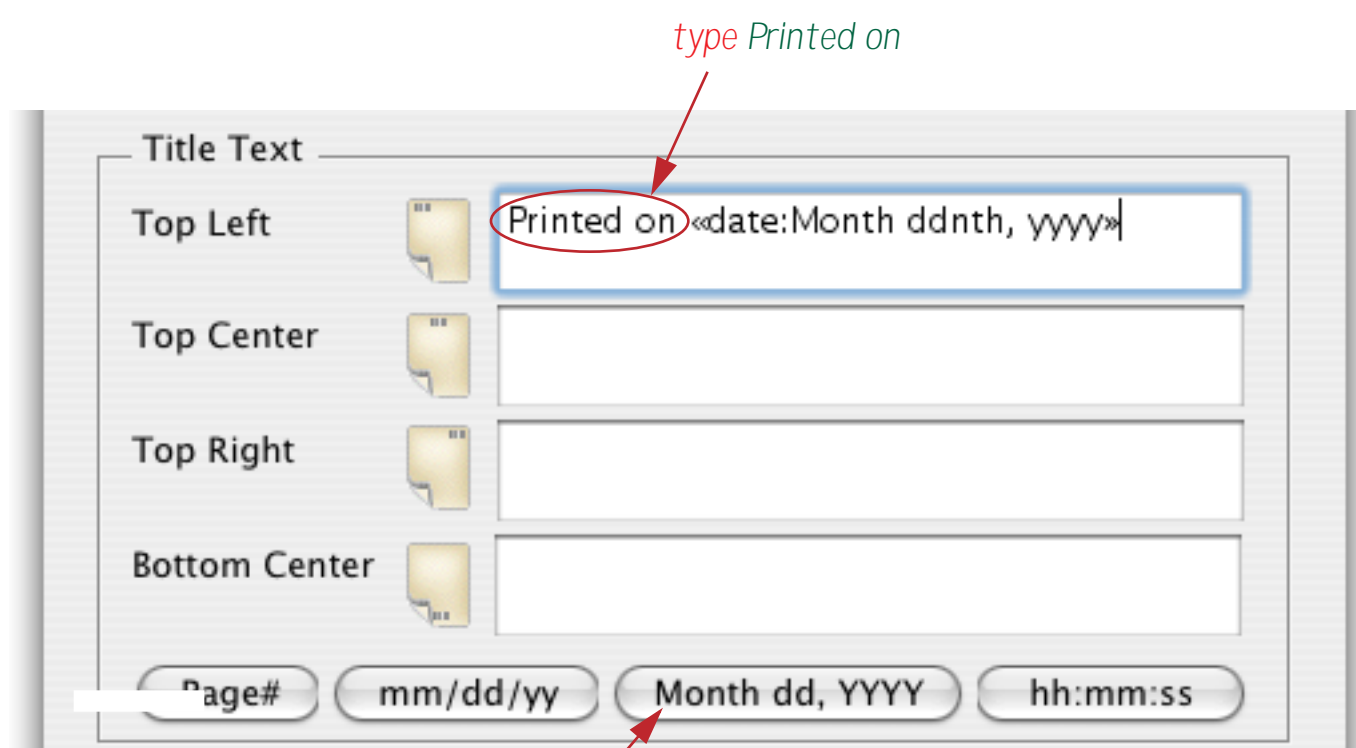 type Printed on
Title Text
Top Left
Printed on «date:Month ddnth, yyyy»
Top Center
Top Right
Bottom Center
Page# mm/dd/yy Month dd, YYYY hh:mm:ss